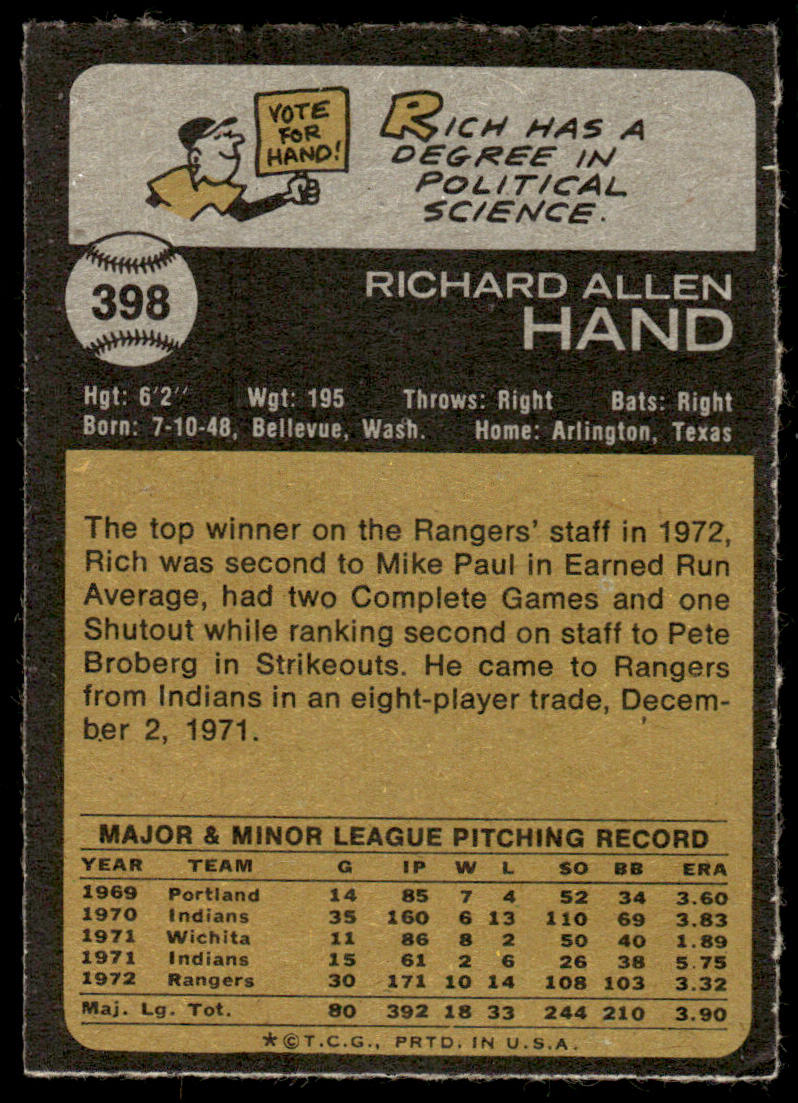 VOTE
FOR
HAND!
RICH HAS A
DEGREE IN
POLITICAL
SCIENCE.
398
RICHARD ALLEN
HAND
Hgt: 6'2" Wgt: 195 Throws: Right Bats: Right
Born: 7-10-48, Bellevue, Wash. Home: Arlington, Texas
The top winner on the Rangers' staff in 1972,
Rich was second to Mike Paul in Earned Run
Average, had two Complete Games and one
Shutout while ranking second on staff to Pete
Broberg in Strikeouts. He came to Rangers
from Indians in an eight-player trade, Decem-
ber 2, 1971.
MAJOR & MINOR LEAGUE PITCHING RECORD
YEAR TEAM G IP W L SO BB ERA
1969 Portland 14 85 7 4 52 34 3.60
1970 Indians 35 160 6 13 110 69 3.83
1971 Wichita 11 86 8 2 50 40 1.89
1971 Indians 15 61 2 6 26 38 5.75
1972 Rangers 30 171 10 14 108 103 3.32
Maj. Lg. Tot. 80 392 18 33 244 210 3.90
*©T.C.G., PRTD. IN U.S.A.